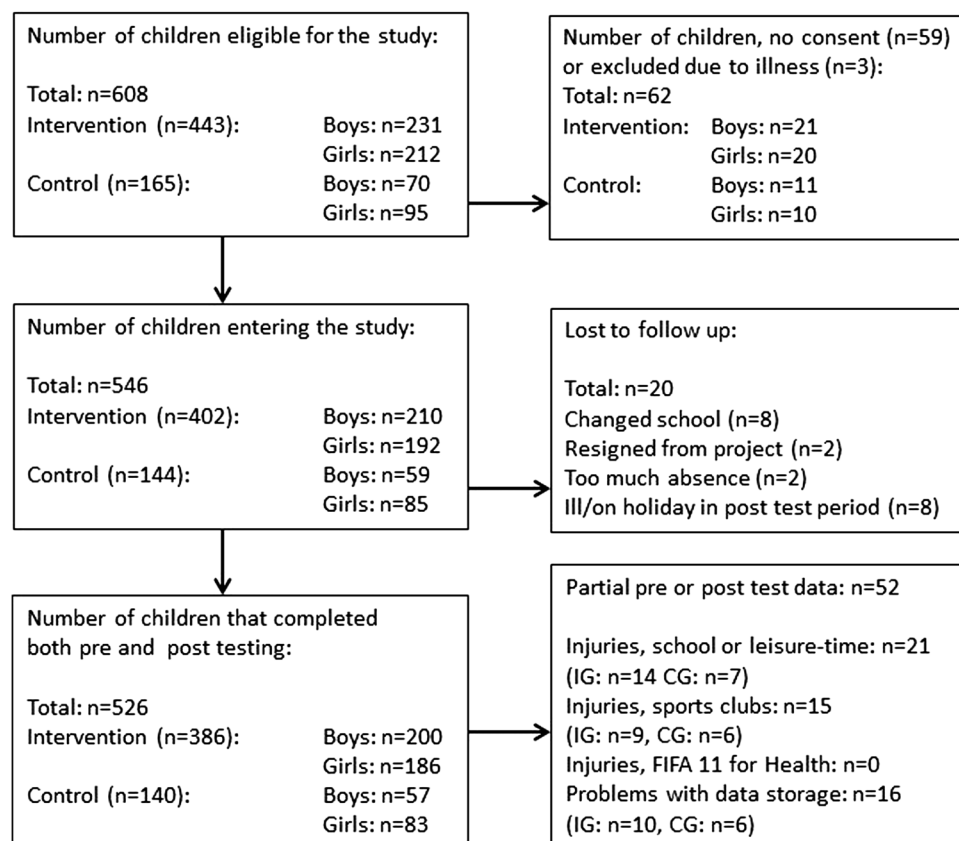 Number of children eligible for the study:
Total: n=608
Intervention (n=443): Boys: n=231
Girls: n=212
Control (n=165): Boys: n=70
Girls: n=95
Number of children, no consent (n=59)
or excluded due to illness (n=3):
Total: n=62
Intervention: Boys: n=21
Girls: n=20
Control: Boys: n=11
Girls: n=10
Number of children entering the study:
Total: n=546
Intervention (n=402): Boys: n=210
Girls: n=192
Control (n=144): Boys: n=59
Girls: n=85
Lost to follow up:
Total: n=20
Changed school (n=8)
Resigned from project (n=2)
Too much absence (n=2)
Ill/on holiday in post test period (n=8)
Number of children that completed
both pre and post testing:
Total: n=526
Intervention (n=386): Boys: n=200
Girls: n=186
Control (n=140): Boys: n=57
Girls: n=83
Partial pre or post test data: n=52
Injuries, school or leisure-time: n=21
(IG: n=14 CG: n=7)
Injuries, sports clubs: n=15
(IG: n=9, CG: n=6)
Injuries, FIFA 11 for Health: n=0
Problems with data storage: n=16
(IG: n=10, CG: n=6)